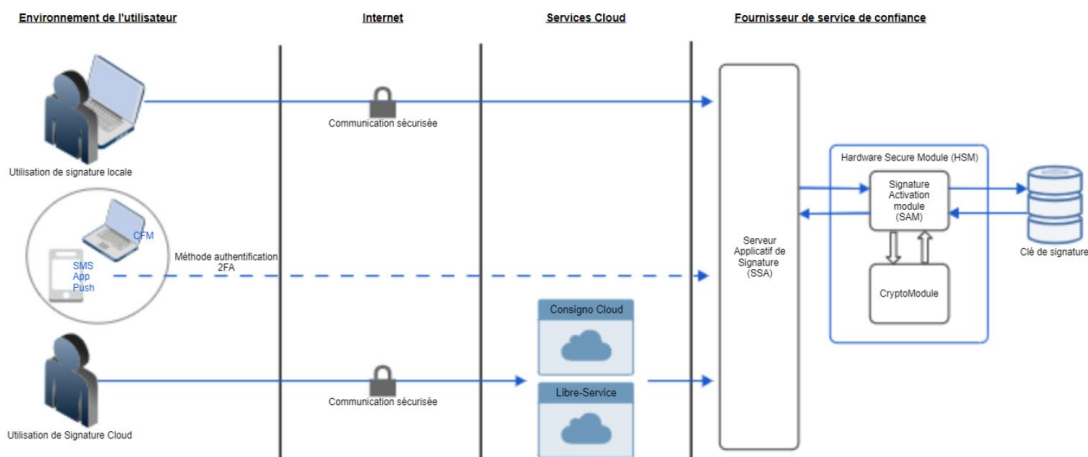 Environnement de l'utilisateur
Internet
Services Cloud
Fournisseur de service de confiance
Communication sécurisée
Utilisation de signature locale
CFM
SMS
App
Push
Méthode authentification
2FA
Consigno Cloud
Libre-Service
Communication sécurisée
Utilisation de Signature Cloud
Serveur
Applicatif de
Signature
(SSA)
Hardware Secure Module (HSM)
Signature
Activation
module
(SAM)
CryptoModule
Clé de signature